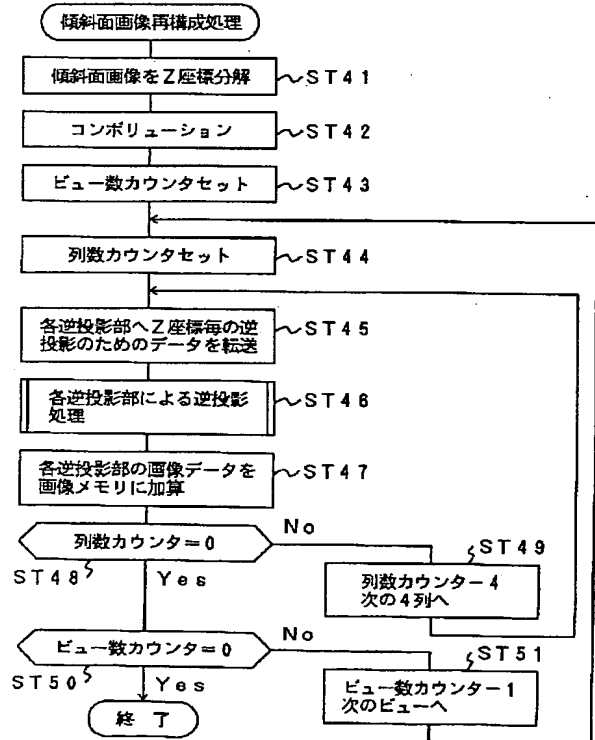 傾斜面画像再構成処理
傾斜面画像をZ座標分解
ST41
コンボリューション
ST42
ビュー数カウンタセット
ST43
列数カウンタセット
ST44
各逆投影部へZ座標毎の逆
投影のためのデータを転送
ST45
各逆投影部による逆投影
処理
ST46
各逆投影部の画像データを
画像メモリに加算
ST47
列数カウンタ=0
No
ST48
Yes
ST49
列数カウンター4
次の4列へ
ビュー数カウンタ=0
No
ST50
Yes
ST51
ビュー数カウンター1
次のビューへ
終了